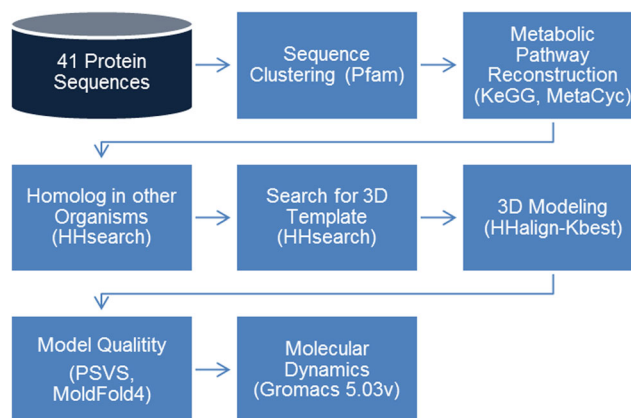 41 Protein
Sequences
Sequence
Clustering (Pfam)
Metabolic
Pathway
Reconstruction
(KeGG, MetaCyc)
Homolog in other
Organisms
(HHsearch)
Search for 3D
Template
(HHsearch)
3D Modeling
(HHalign-Kbest)
Model Qualitity
(PSVS,
MoldFold4)
Molecular
Dynamics
(Gromacs 5.03v)